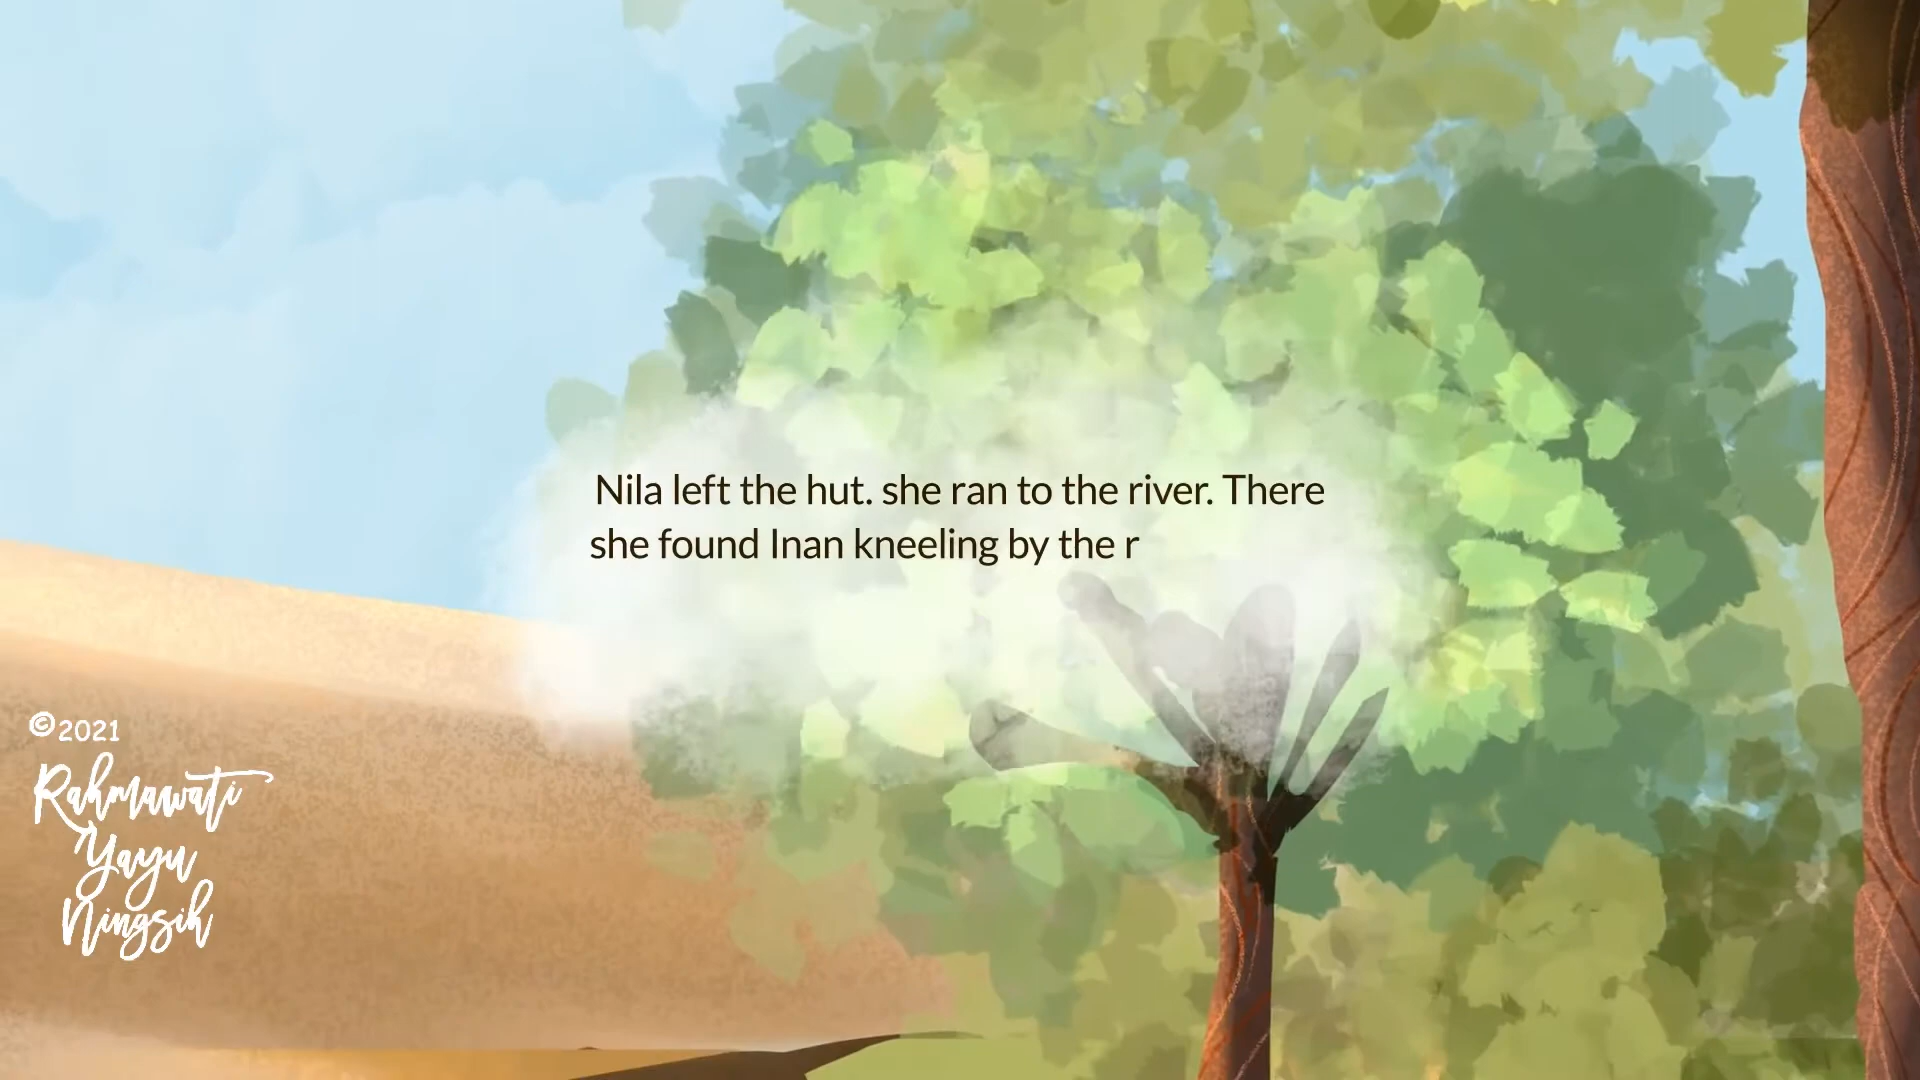 Nila left the hut. she ran to the river. There
she found Inan kneeling by the r
©2021
Rahmawati
Yayu
Ningsih